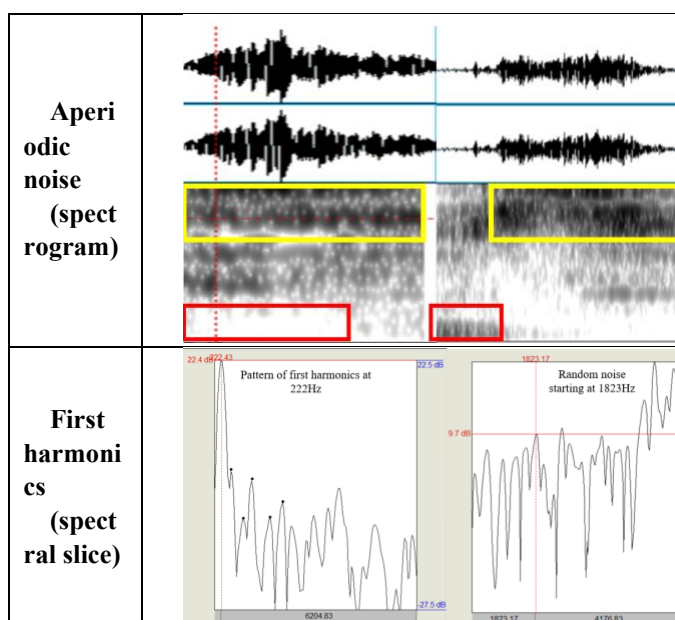 Aperi
odic
noise
(spect
rogram)
First
harmoni
cs
(spect
ral slice)
222.43
22.4 dB
22.5 dB
Pattern of first harmonics at
222Hz
-27.5 dB
6204.83
1823.17
Random noise
starting at 1823Hz
9.7 dB
1823.17
4176.83